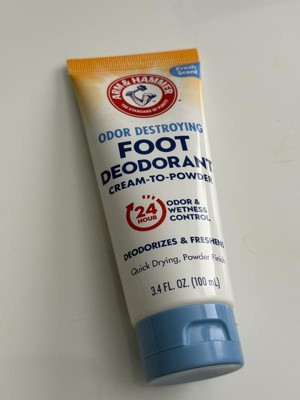 Fresh
Scent
ARM & HAMMER
THE STANDARD OF PURITY
ODOR DESTROYING
FOOT
DEODORANT
CREAM-TO-POWDER
24
HOUR
ODOR &
WETNESS
CONTROL
DEODORIZES & FRESHENS
Quick Drying, Powder Finish
3.4 FL. OZ. (100 mL)